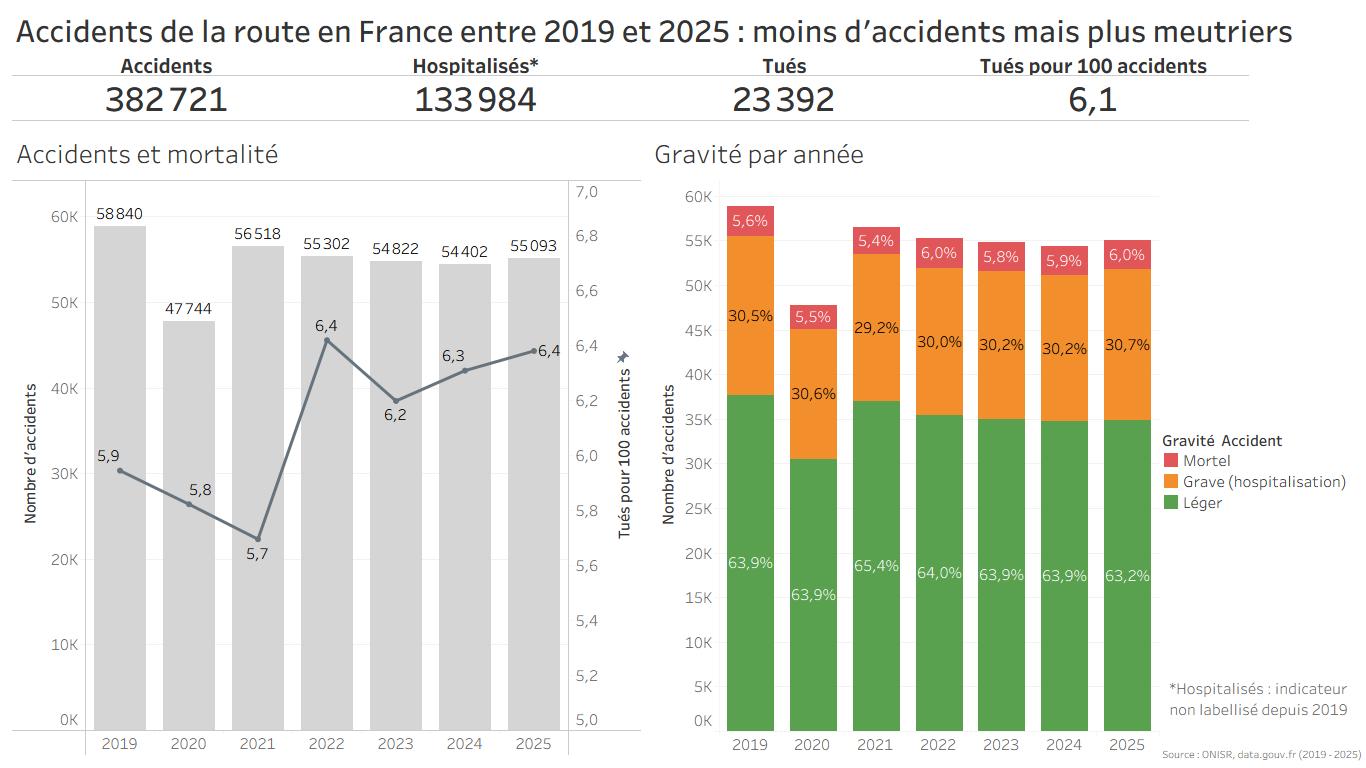 Accidents de la route en France entre 2019 et 2025 : moins d’accidents mais plus meutriers
Accidents Hospitalisés* Tués Tués pour 100 accidents
382 721 133 984 23 392 6,1
Accidents et mortalité
Nombre d’accidents
60K
50K
40K
30K
20K
10K
0K
58 840
47 744
56 518
55 302
54 822
54 402
55 093
5,9
5,8
5,7
6,4
6,2
6,3
6,4
7,0
6,8
6,6
6,4
6,2
6,0
5,8
5,6
5,4
5,2
5,0
Tués pour 100 accidents
2019 2020 2021 2022 2023 2024 2025
Gravité par année
Nombre d’accidents
60K
55K
50K
45K
40K
35K
30K
25K
20K
15K
10K
5K
0K
5,6% 5,5% 5,4% 6,0% 5,8% 5,9% 6,0%
30,5% 30,6% 29,2% 30,0% 30,2% 30,2% 30,7%
63,9% 63,9% 65,4% 64,0% 63,9% 63,9% 63,2%
2019 2020 2021 2022 2023 2024 2025
Gravité Accident
Mortel
Grave (hospitalisation)
Léger
*Hospitalisés : indicateur
non labellisé depuis 2019
Source : ONISR, data.gouv.fr (2019 - 2025)